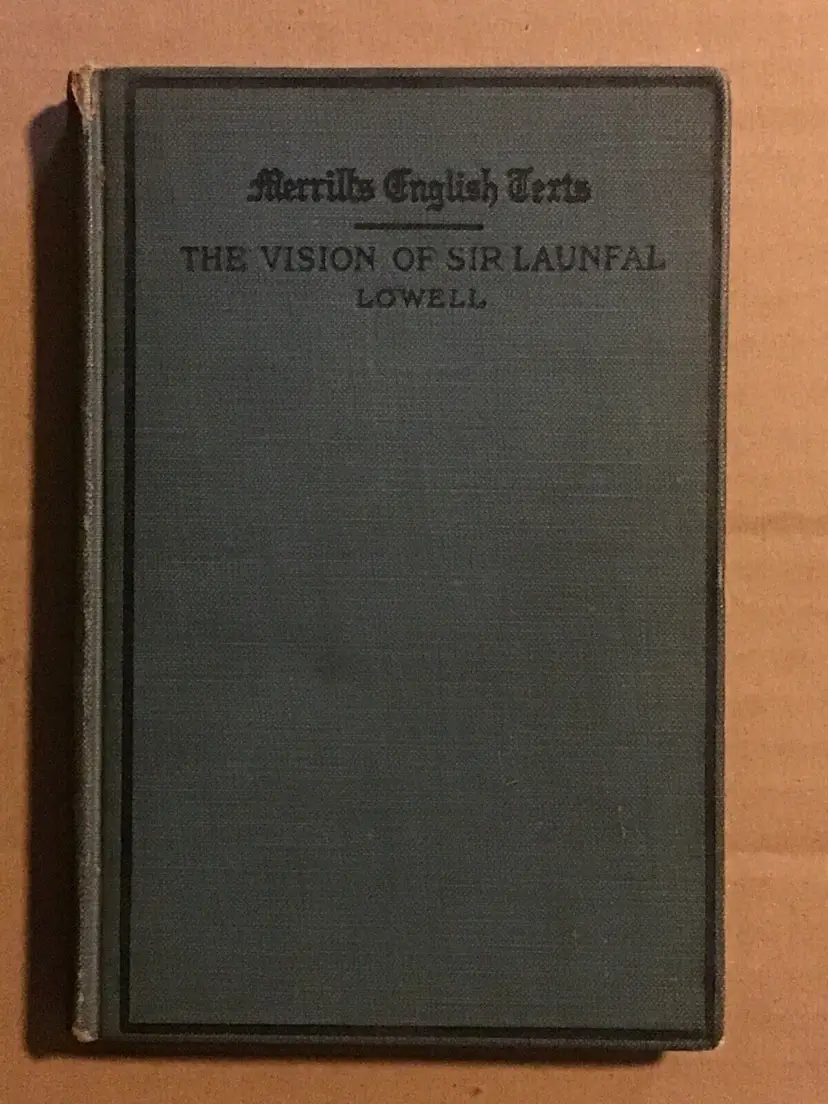 Merrill's English Texts
THE VISION OF SIR LAUNFAL
LOWELL